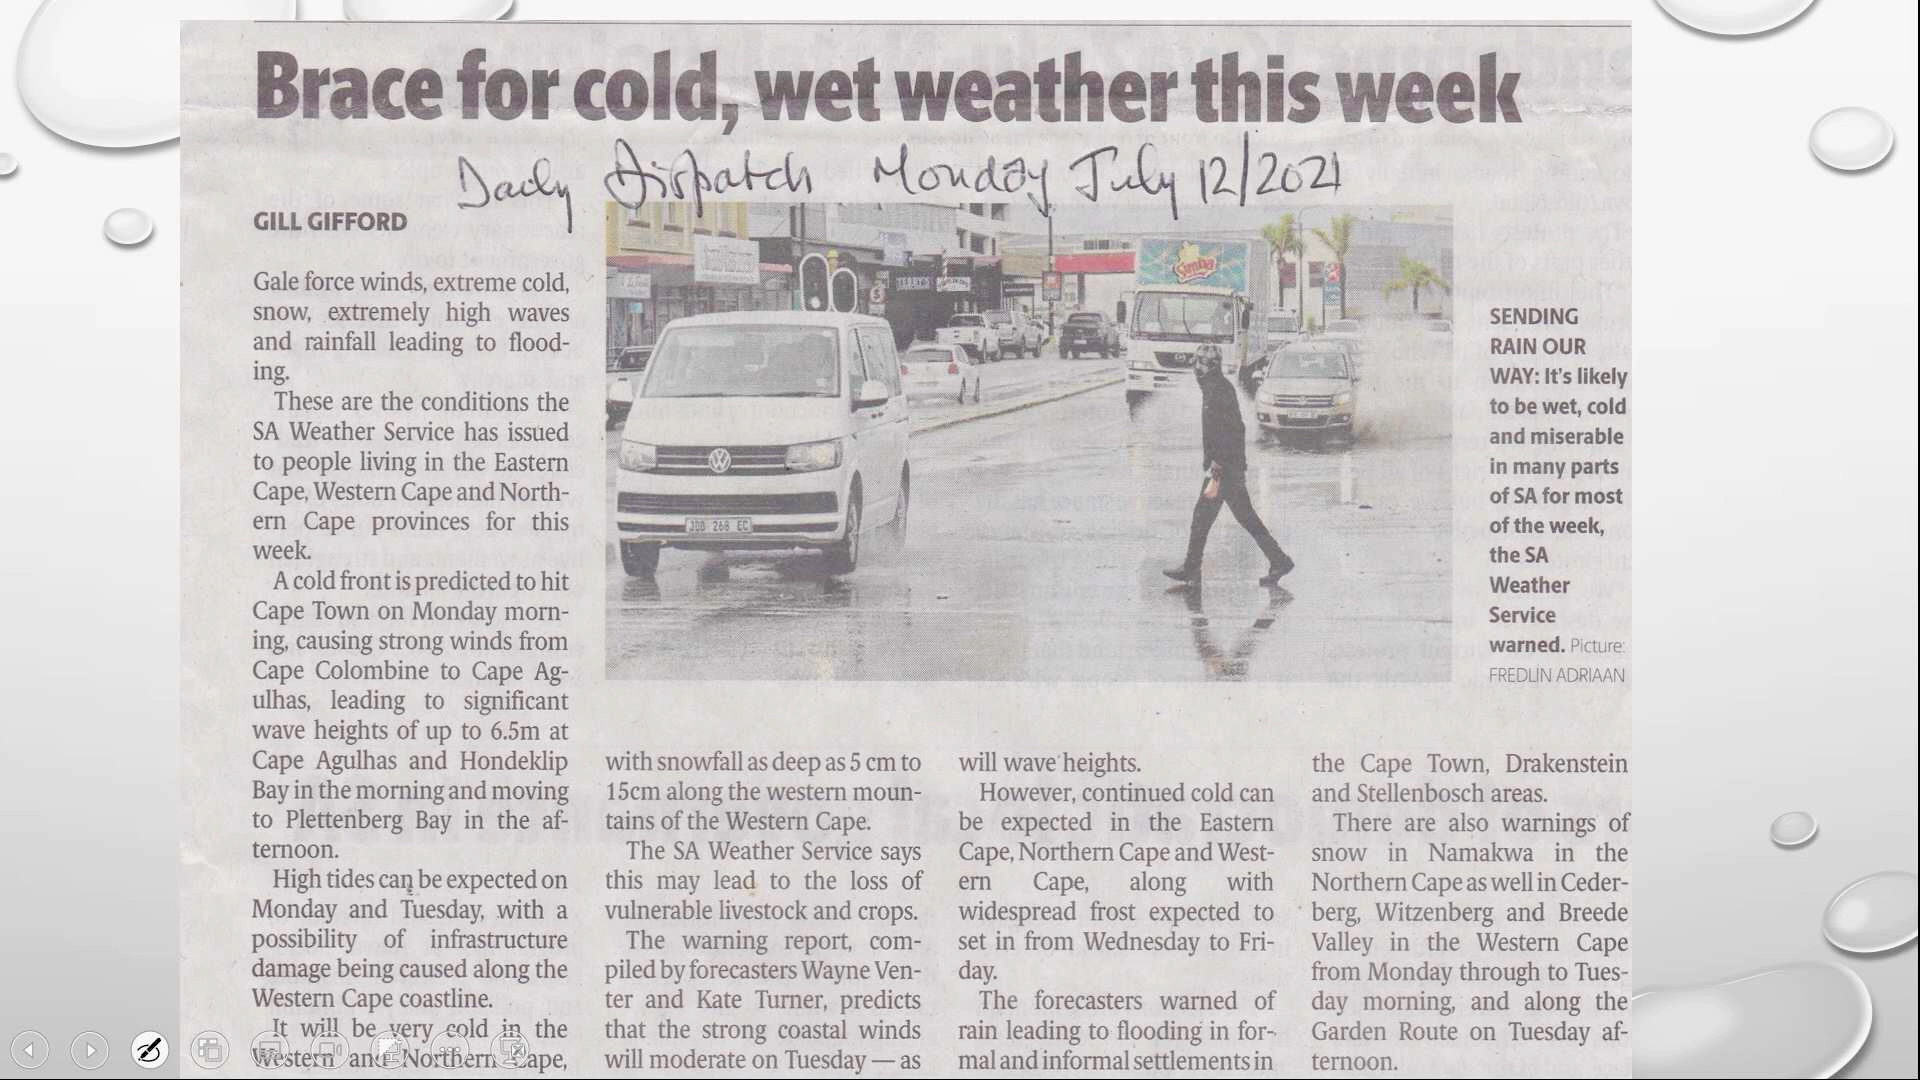 Brace for cold, wet weather this week
Daily Dispatch Monday July 12/2021
GILL GIFFORD
Gale force winds, extreme cold,
snow, extremely high waves
and rainfall leading to flood-
ing.
These are the conditions the
SA Weather Service has issued
to people living in the Eastern
Cape, Western Cape and North-
ern Cape provinces for this
week.
A cold front is predicted to hit
Cape Town on Monday morn-
ing, causing strong winds from
Cape Colombine to Cape Ag-
ulhas, leading to significant
wave heights of up to 6.5m at
Cape Agulhas and Hondeklip
Bay in the morning and moving
to Plettenberg Bay in the af-
ternoon.
High tides can be expected on
Monday and Tuesday, with a
possibility of infrastructure
damage being caused along the
Western Cape coastline.
It will be very cold in the
Western and Northern Cape,
Simba
JDD 268 EC
SENDING
RAIN OUR
WAY: It's likely
to be wet, cold
and miserable
in many parts
of SA for most
of the week,
the SA
Weather
Service
warned. Picture:
FREDLIN ADRIAAN
with snowfall as deep as 5 cm to
15cm along the western moun-
tains of the Western Cape.
The SA Weather Service says
this may lead to the loss of
vulnerable livestock and crops.
The warning report, com-
piled by forecasters Wayne Ven-
ter and Kate Turner, predicts
that the strong coastal winds
will moderate on Tuesday — as
will wave heights.
However, continued cold can
be expected in the Eastern
Cape, Northern Cape and West-
ern Cape, along with
widespread frost expected to
set in from Wednesday to Fri-
day.
The forecasters warned of
rain leading to flooding in for-
mal and informal settlements in
the Cape Town, Drakenstein
and Stellenbosch areas.
There are also warnings of
snow in Namakwa in the
Northern Cape as well in Ceder-
berg, Witzenberg and Breede
Valley in the Western Cape
from Monday through to Tues-
day morning, and along the
Garden Route on Tuesday af-
ternoon.